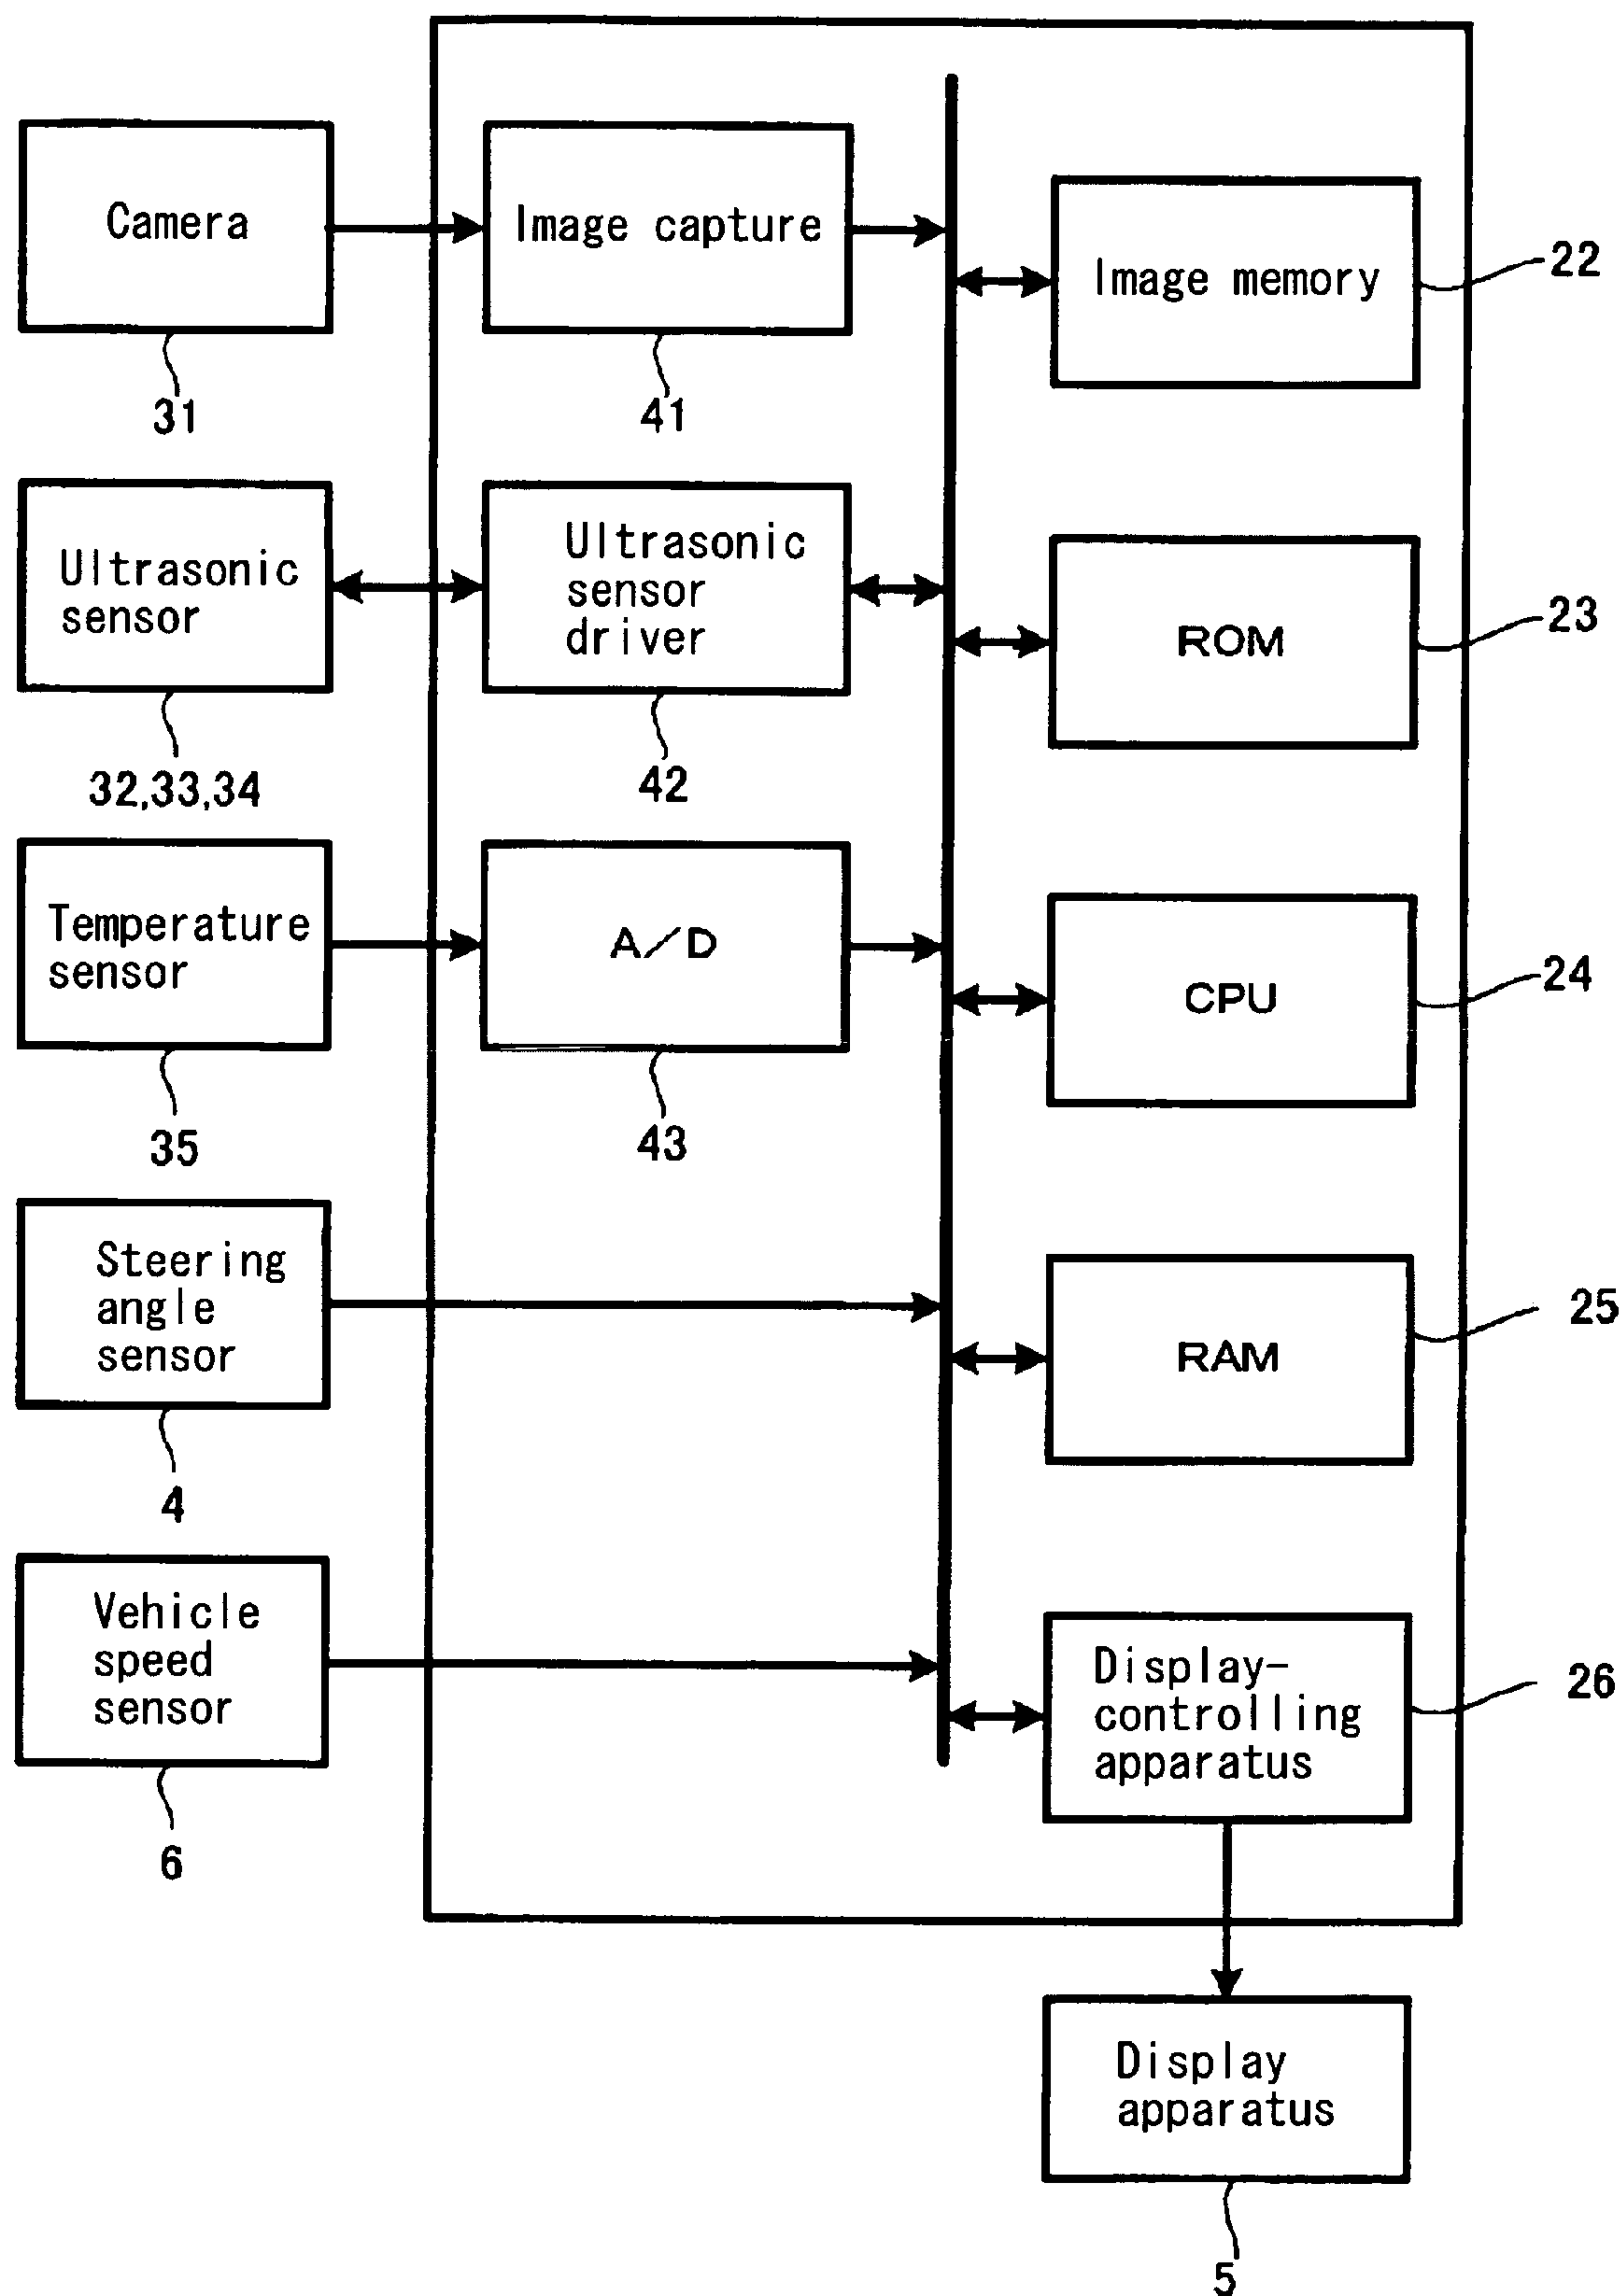 Camera
31
Image capture
41
Image memory
22
Ultrasonic
sensor
32,33,34
Ultrasonic
sensor
driver
42
ROM
23
Temperature
sensor
35
A/D
43
CPU
24
Steering
angle
sensor
4
RAM
25
Vehicle
speed
sensor
6
Display-
controlling
apparatus
26
Display
apparatus
5